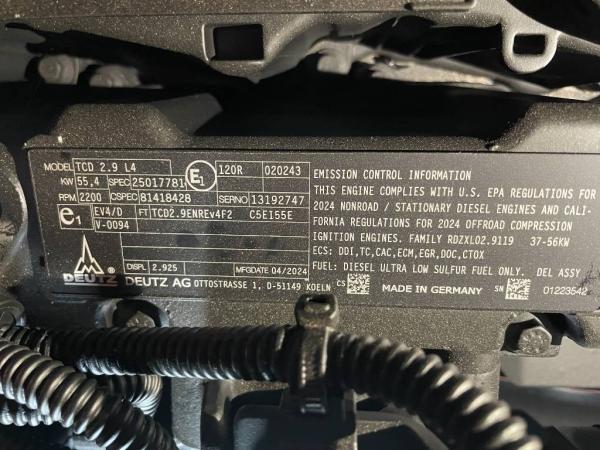 MODEL TCD 2.9 L4
KW 55,4 SPEC 25017781 E1 120R 020243
RPM 2200 CSPEC 81418428 SERNO 13192747
e1 EV4/D FT TCD2.9ENREv4F2 C5E155E
V-0094
DEUTZ
DISPL 2.925 MFGDATE 04/2024
DEUTZ AG OTTOSTRASSE 1, D-51149 KOELN CS
EMISSION CONTROL INFORMATION
THIS ENGINE COMPLIES WITH U.S. EPA REGULATIONS FOR
2024 NONROAD / STATIONARY DIESEL ENGINES AND CALI-
FORNIA REGULATIONS FOR 2024 OFFROAD COMPRESSION
IGNITION ENGINES. FAMILY RDZXL02.9119 37-56KW
ECS: DDI,TC,CAC,ECM,EGR,DOC,CTOX
FUEL: DIESEL ULTRA LOW SULFUR FUEL ONLY. DEL ASSY
MADE IN GERMANY SN 01223542